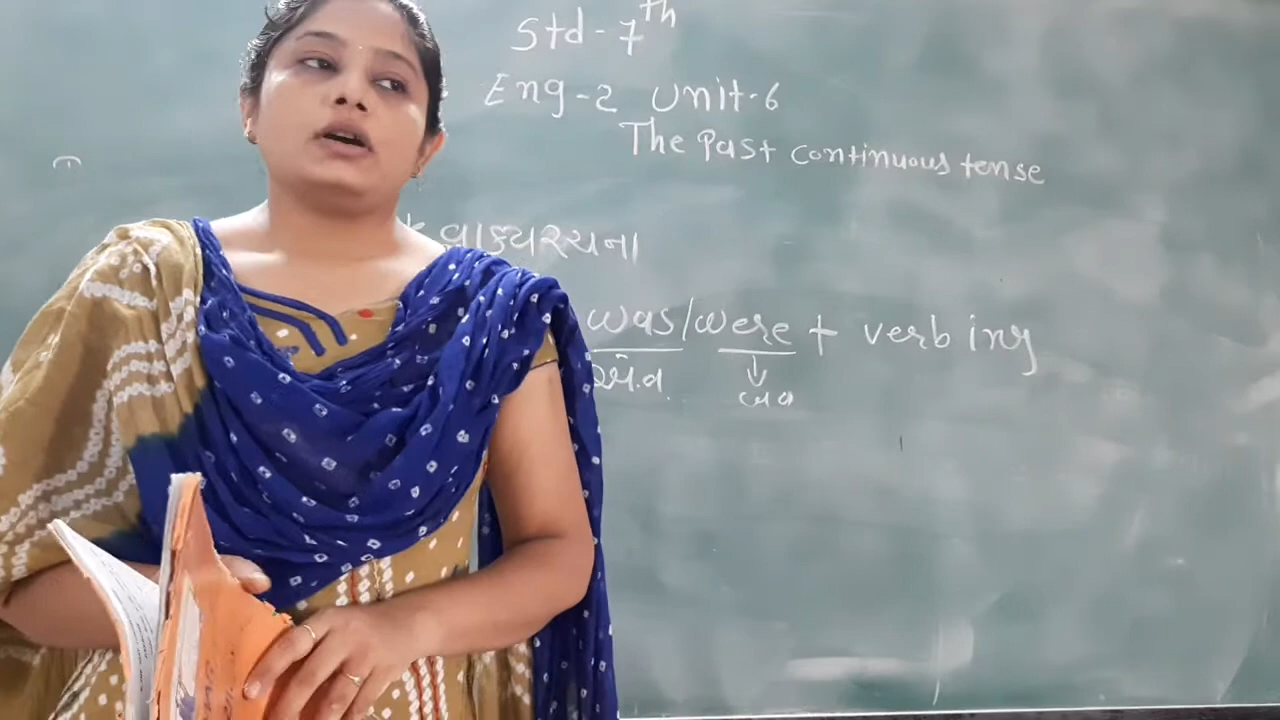 Std-7th
Eng-2 Unit-6
The Past continuous tense
* વાક્યરચના
was/were + verb ing
એ.વ. બ.વ